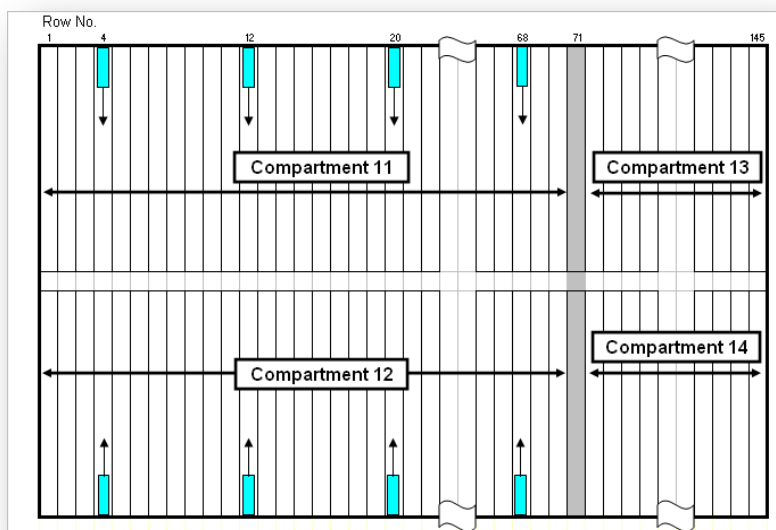 Row No.
1 4 12 20 68 71 145
Compartment 11
Compartment 13
Compartment 14
Compartment 12